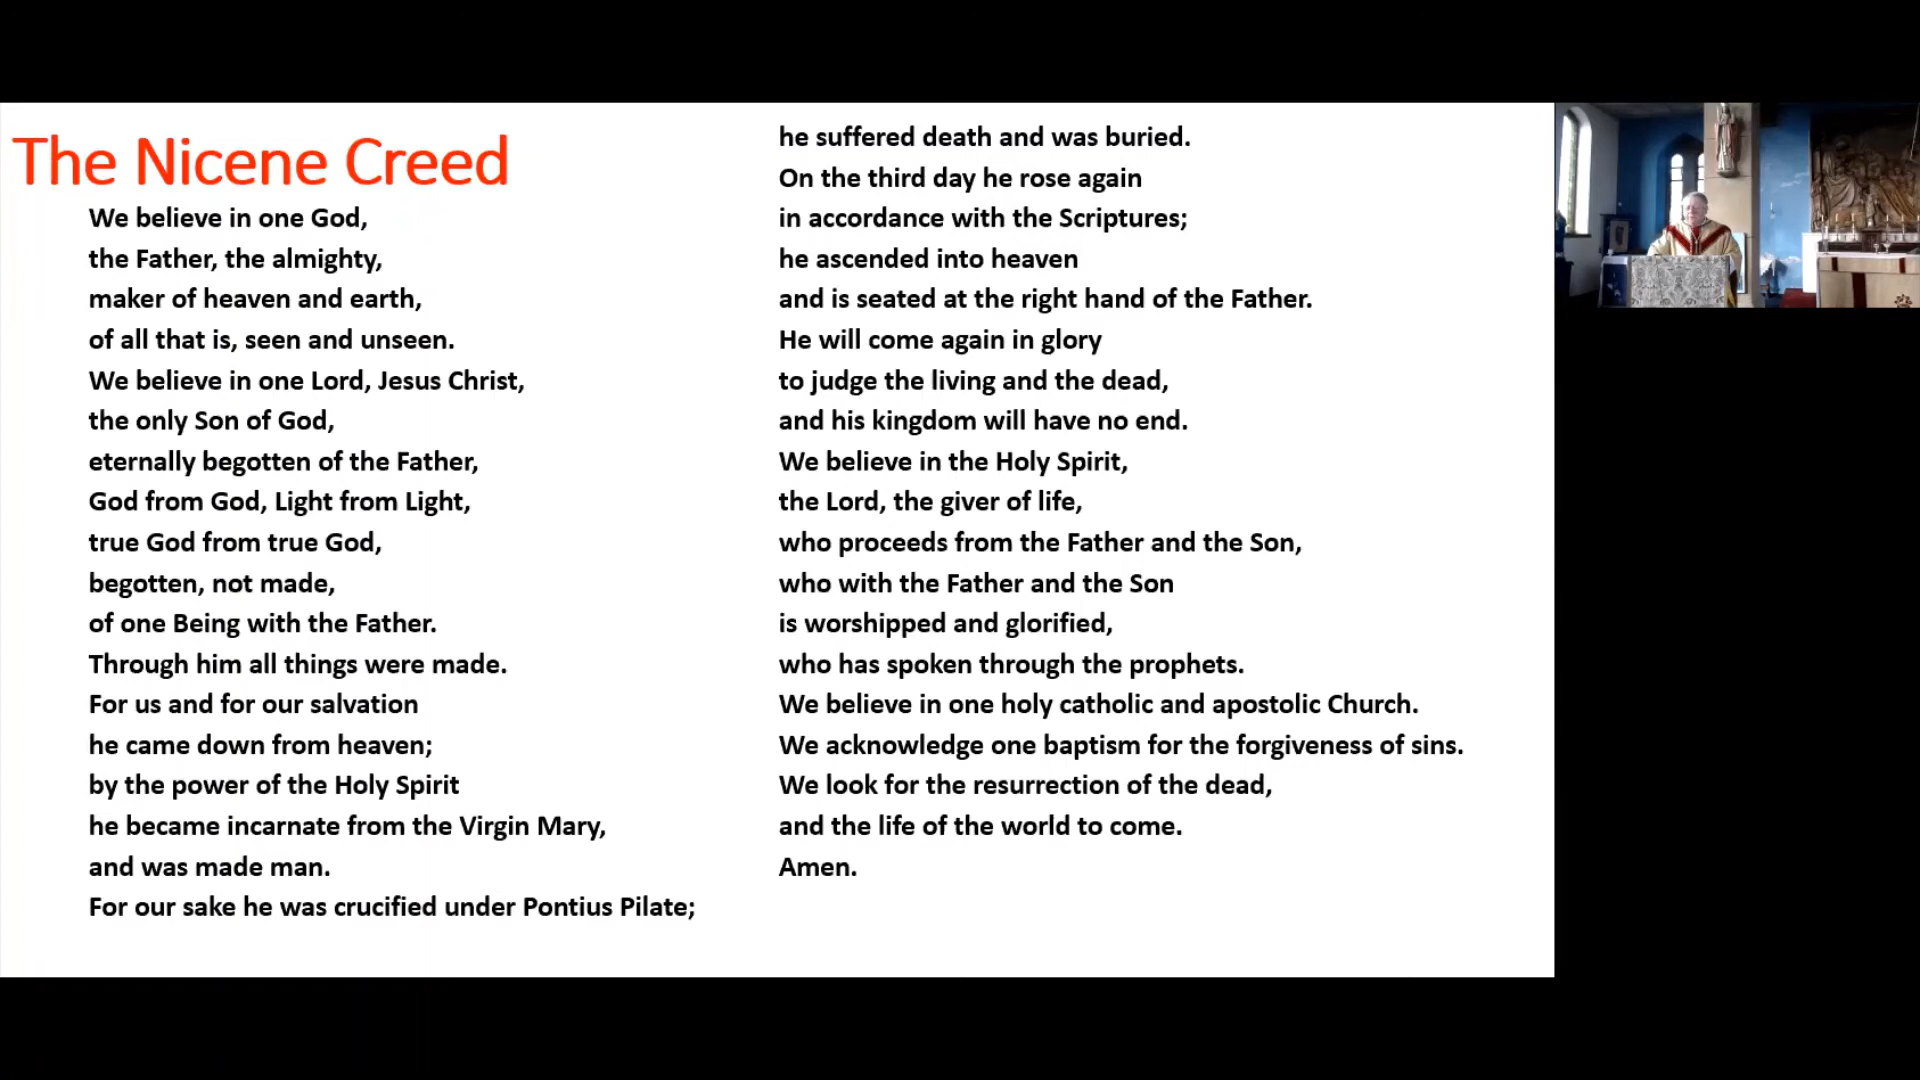 The Nicene Creed
We believe in one God,
the Father, the almighty,
maker of heaven and earth,
of all that is, seen and unseen.
We believe in one Lord, Jesus Christ,
the only Son of God,
eternally begotten of the Father,
God from God, Light from Light,
true God from true God,
begotten, not made,
of one Being with the Father.
Through him all things were made.
For us and for our salvation
he came down from heaven;
by the power of the Holy Spirit
he became incarnate from the Virgin Mary,
and was made man.
For our sake he was crucified under Pontius Pilate;
he suffered death and was buried.
On the third day he rose again
in accordance with the Scriptures;
he ascended into heaven
and is seated at the right hand of the Father.
He will come again in glory
to judge the living and the dead,
and his kingdom will have no end.
We believe in the Holy Spirit,
the Lord, the giver of life,
who proceeds from the Father and the Son,
who with the Father and the Son
is worshipped and glorified,
who has spoken through the prophets.
We believe in one holy catholic and apostolic Church.
We acknowledge one baptism for the forgiveness of sins.
We look for the resurrection of the dead,
and the life of the world to come.
Amen.